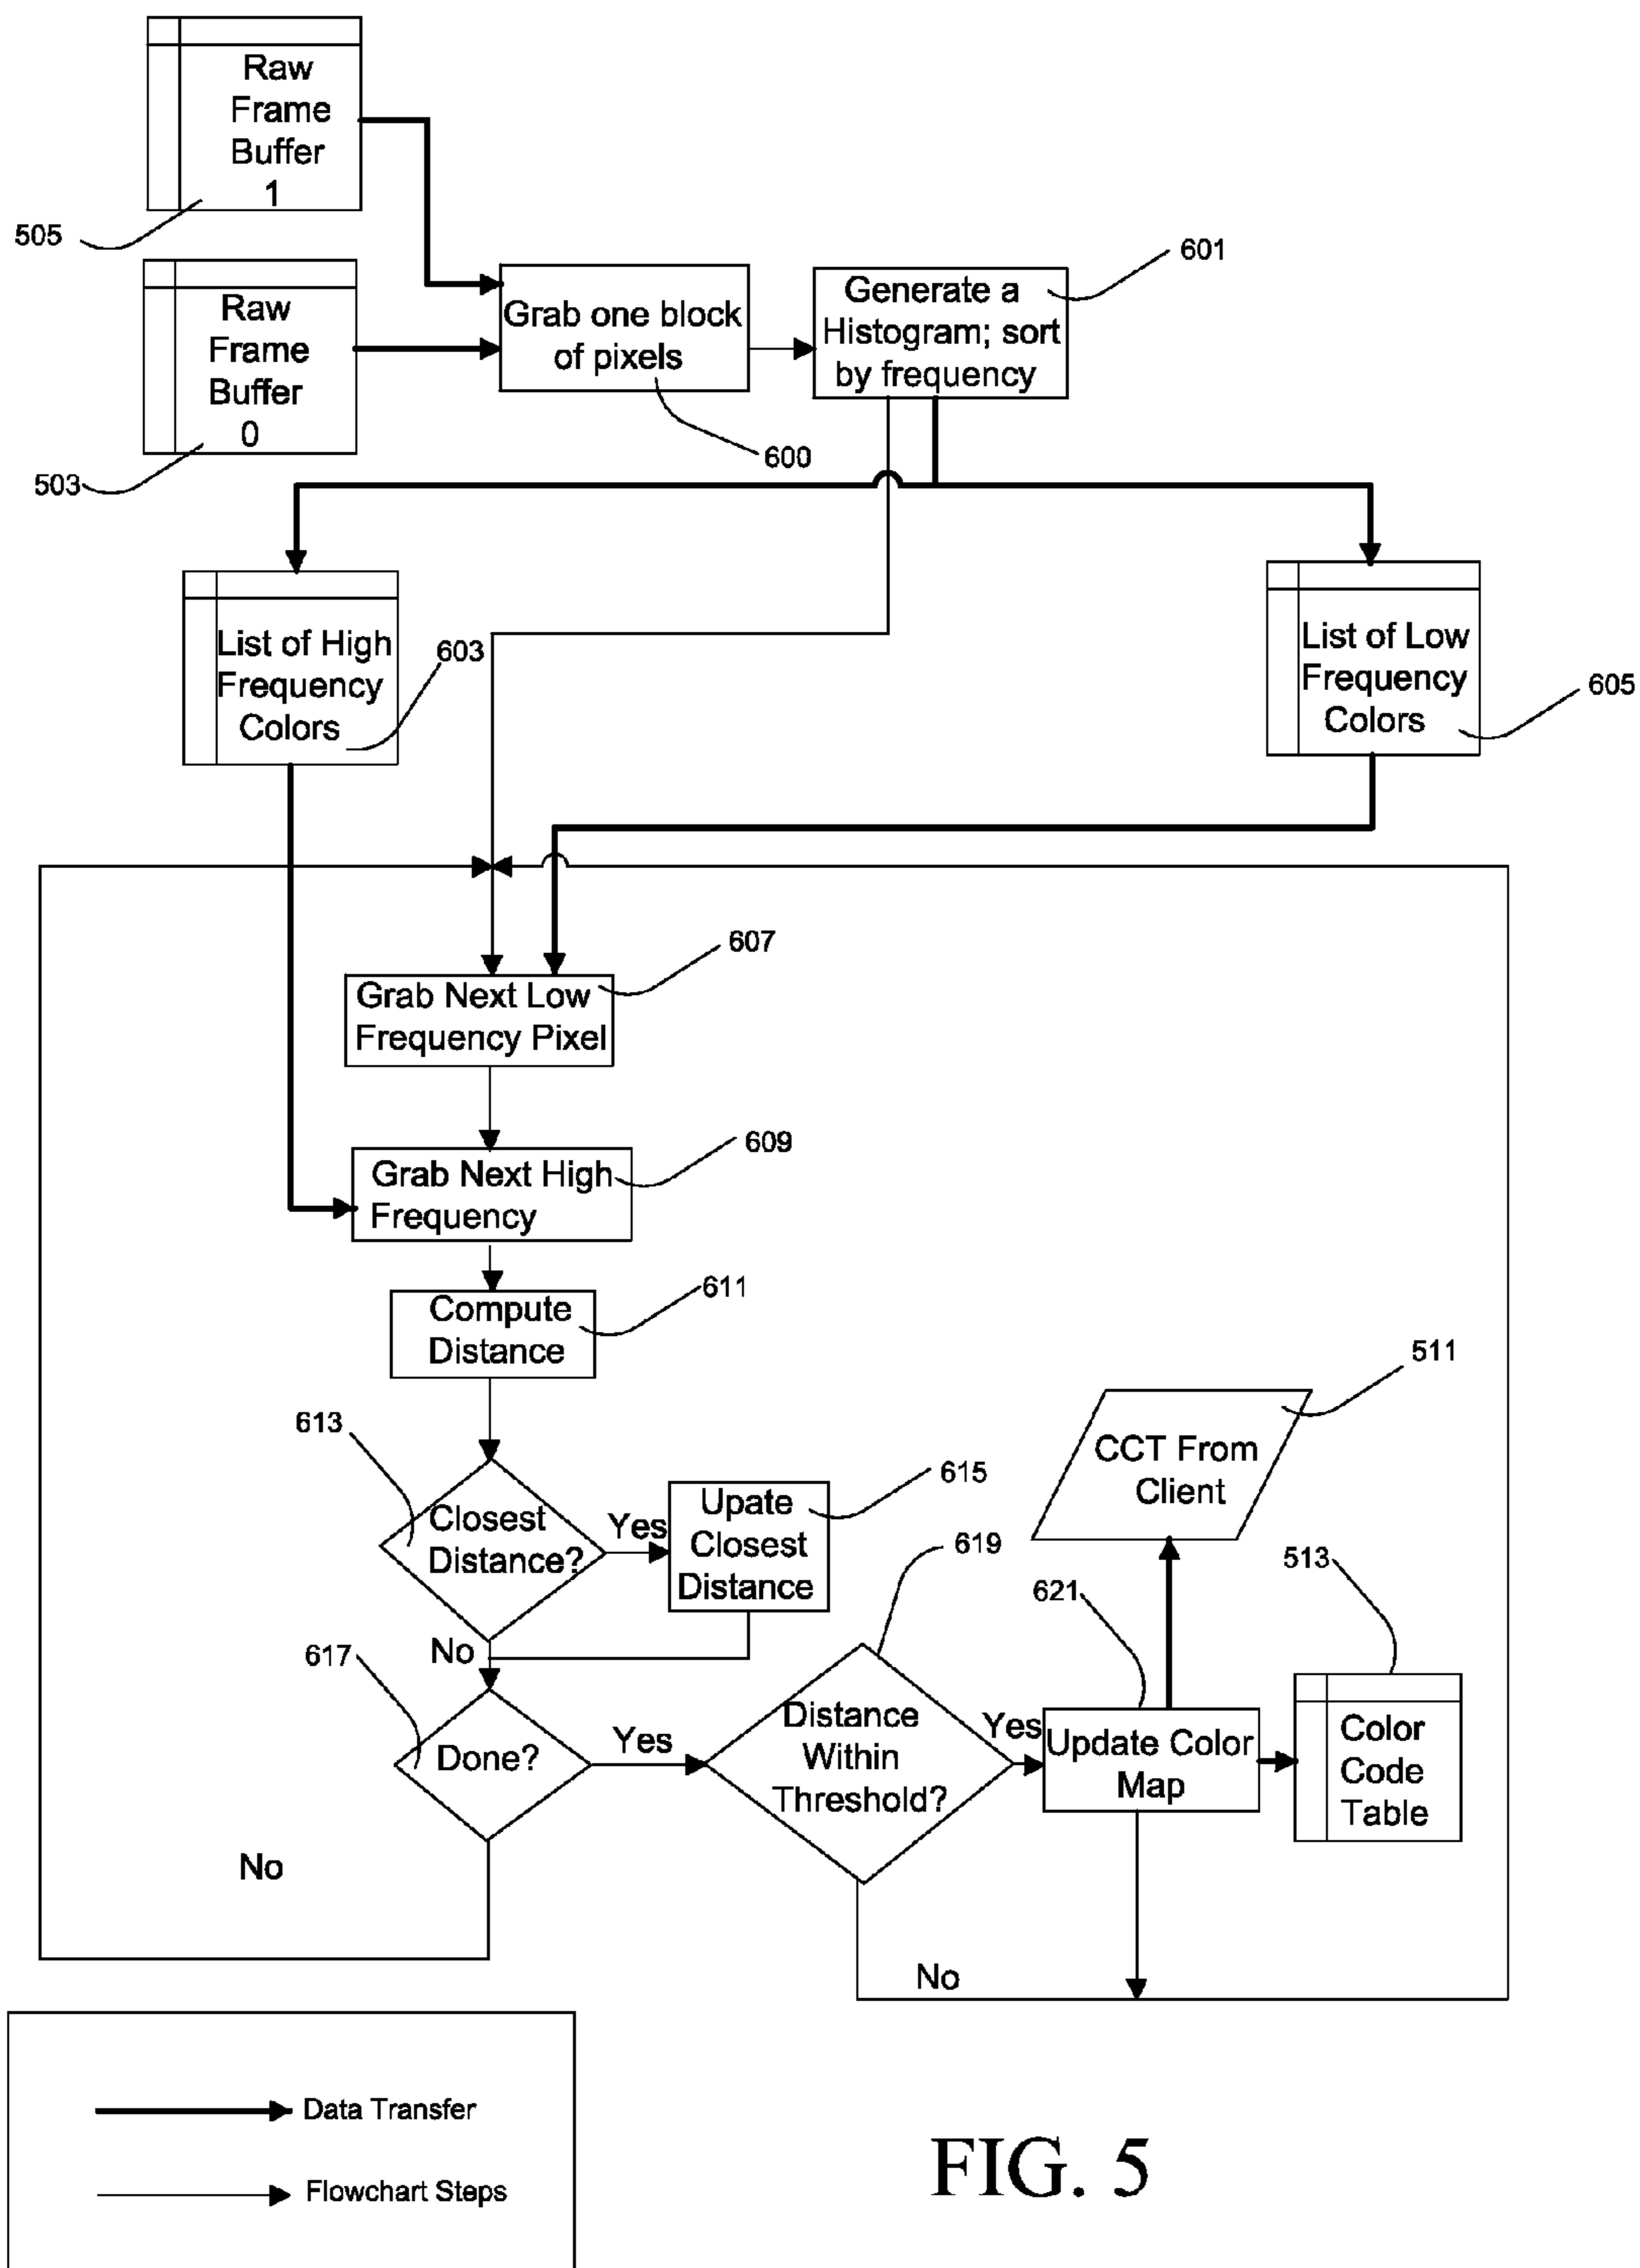 Raw
Frame
Buffer
1
505
Raw
Frame
Buffer
0
503
Grab one block
of pixels
600
Generate a
Histogram; sort
by frequency
601
List of High
Frequency
Colors
603
List of Low
Frequency
Colors
605
Grab Next Low
Frequency Pixel
607
Grab Next High
Frequency
609
Compute
Distance
611
613
Closest
Distance?
Yes
Upate
Closest
Distance
615
No
617
Done?
Yes
No
619
Distance
Within
Threshold?
Yes
No
621
Update Color
Map
CCT From
Client
511
513
Color
Code
Table
Data Transfer
Flowchart Steps
FIG. 5